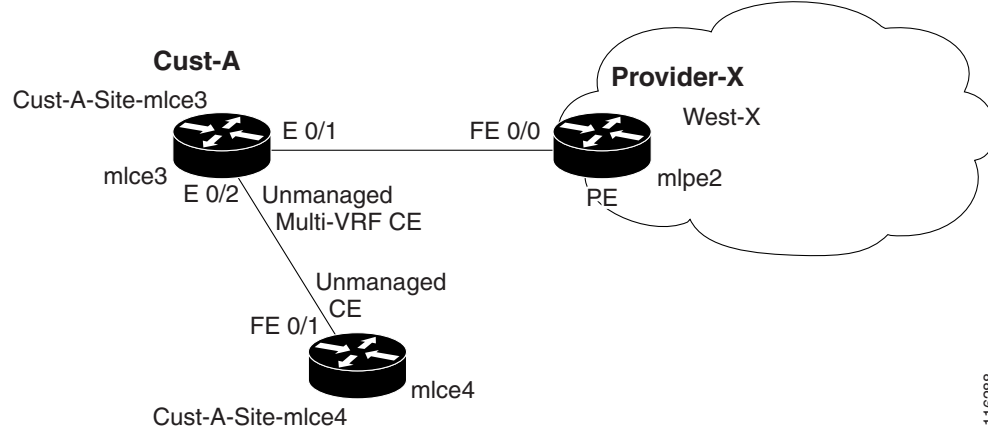 Cust-A
Cust-A-Site-mlce3
E 0/1
FE 0/0
Provider-X
West-X
mlce3
E 0/2
Unmanaged
Multi-VRF CE
mlpe2
PE
Unmanaged
CE
FE 0/1
mlce4
Cust-A-Site-mlce4